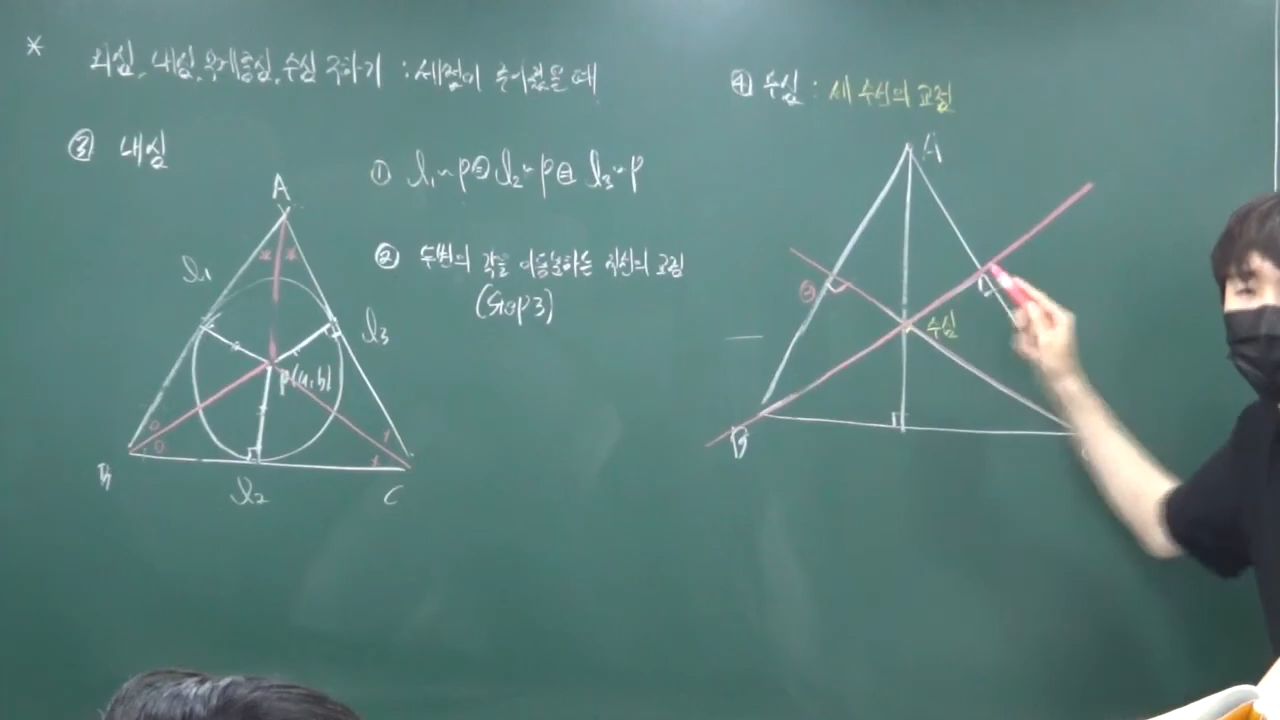 * 외심, 내심, 무게중심, 수심 구하기 : 세점이 주어졌을 때
③ 내심
A
l₁
l₃
P(a, b)
B
l₂
C
① l₁~P = l₂~P = l₃~P
② 두변의 각을 이등분하는 직선의 교점
(Step3)
④ 수심 : 세 수선의 교점
A
수심
B